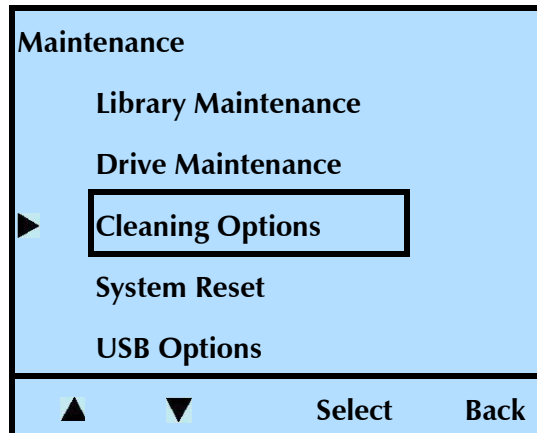 Maintenance
Library Maintenance
Drive Maintenance
Cleaning Options
System Reset
USB Options
Select Back